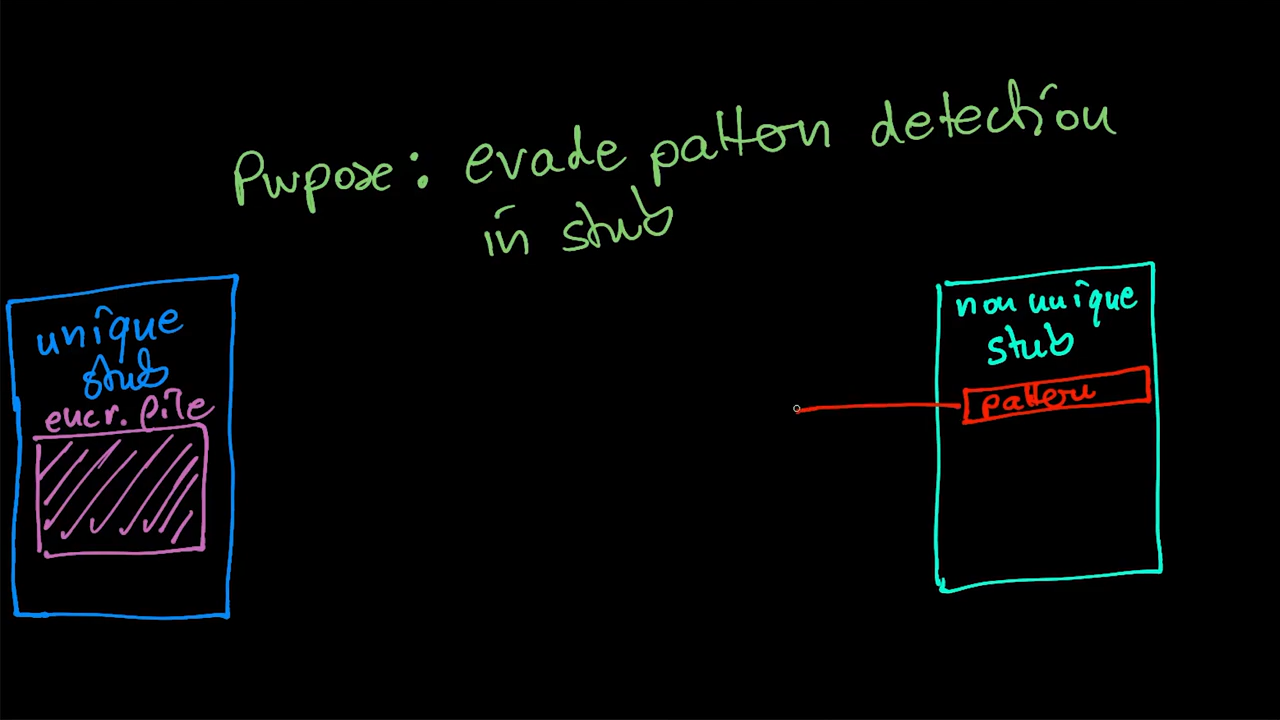 Purpose: evade pattern detection
in stub
unique
stub
encr. file
non unique
stub
pattern